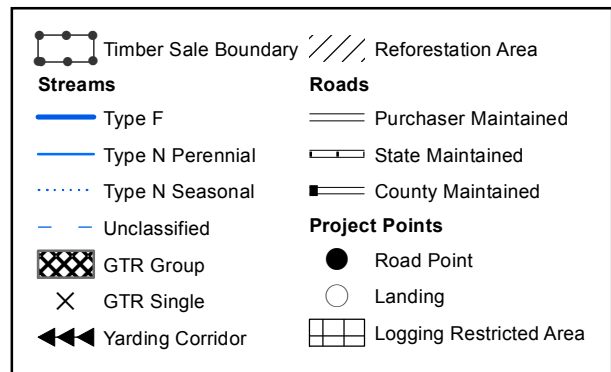 Timber Sale Boundary
Streams
Type F
Type N Perennial
Type N Seasonal
Unclassified
GTR Group
GTR Single
Yarding Corridor
Reforestation Area
Roads
Purchaser Maintained
State Maintained
County Maintained
Project Points
Road Point
Landing
Logging Restricted Area